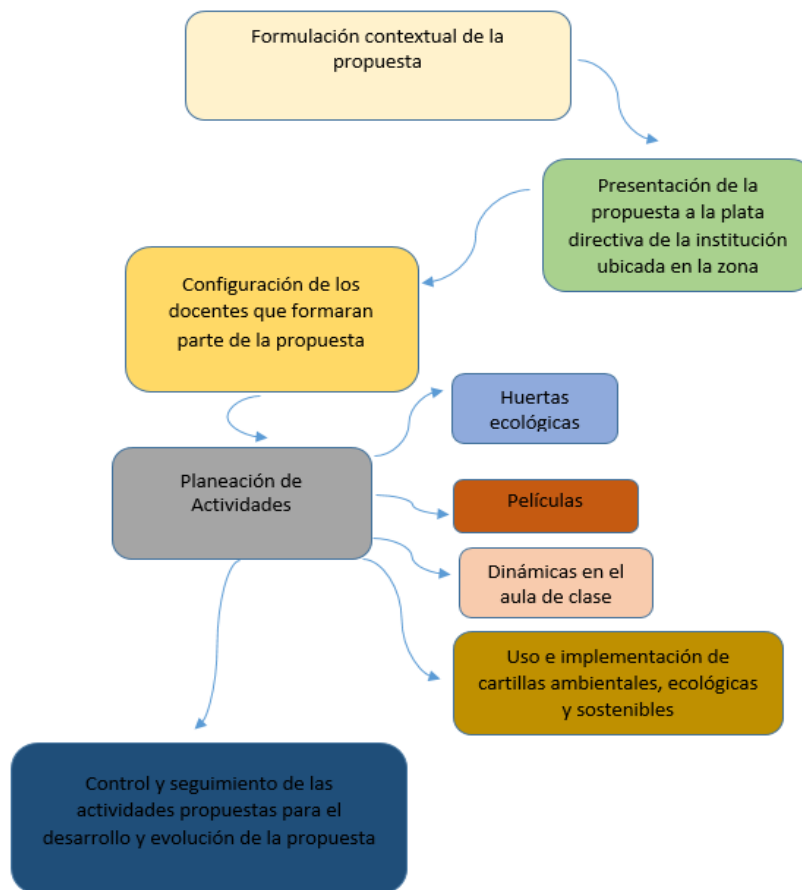 Formulación contextual de la
propuesta
Presentación de la
propuesta a la plata
directiva de la institución
ubicada en la zona
Configuración de los
docentes que formaran
parte de la propuesta
Huertas
ecológicas
Planeación de
Actividades
Películas
Dinámicas en el
aula de clase
Uso e implementación de
cartillas ambientales, ecológicas
y sostenibles
Control y seguimiento de las
actividades propuestas para el
desarrollo y evolución de la propuesta